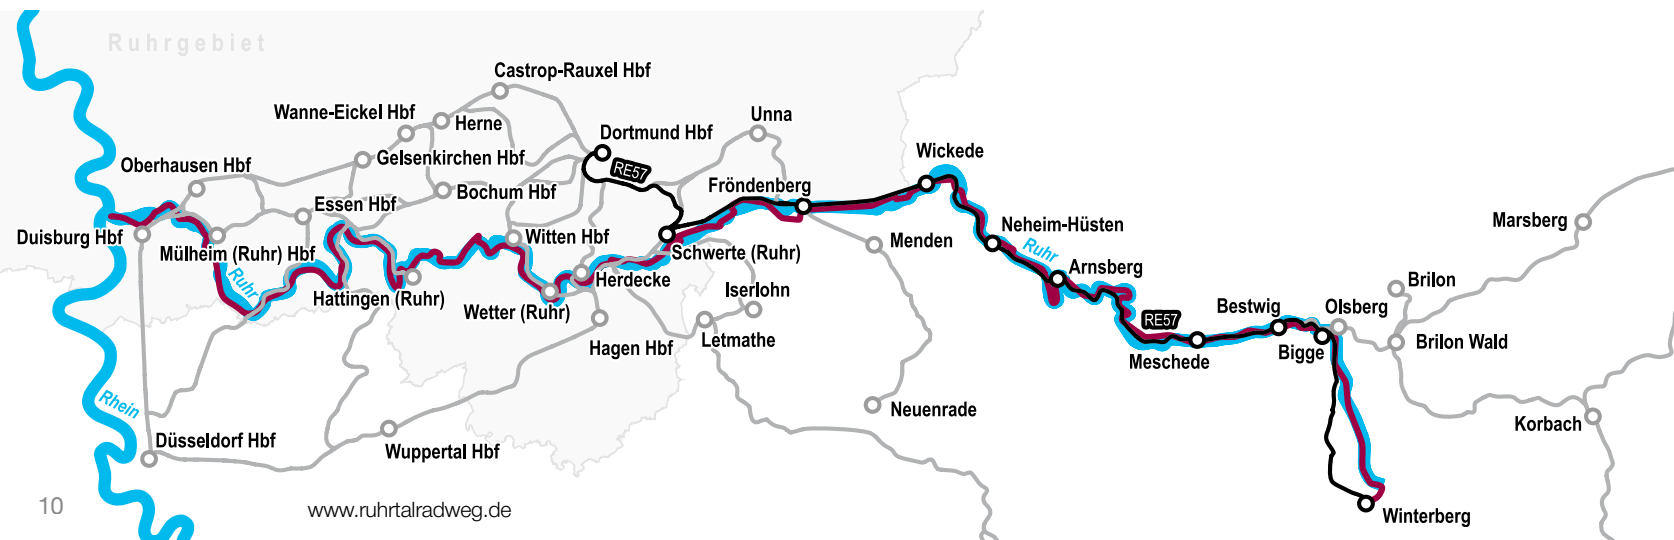 Ruhrgebiet
Castrop-Rauxel Hbf
Wanne-Eickel Hbf
Herne
Unna
Dortmund Hbf
Oberhausen Hbf
Gelsenkirchen Hbf
RE57
Wickede
Essen Hbf
Bochum Hbf
Fröndenberg
Duisburg Hbf
Mülheim (Ruhr) Hbf
Witten Hbf
Schwerte (Ruhr)
Menden
Neheim-Hüsten
Marsberg
Ruhr
Ruhr
Hattingen (Ruhr)
Herdecke
Iserlohn
Arnsberg
Brilon
Wetter (Ruhr)
Hagen Hbf
Letmathe
RE57
Bestwig
Olsberg
Meschede
Bigge
Brilon Wald
Rhein
Neuenrade
Korbach
Düsseldorf Hbf
Wuppertal Hbf
10
www.ruhrtalradweg.de
Winterberg